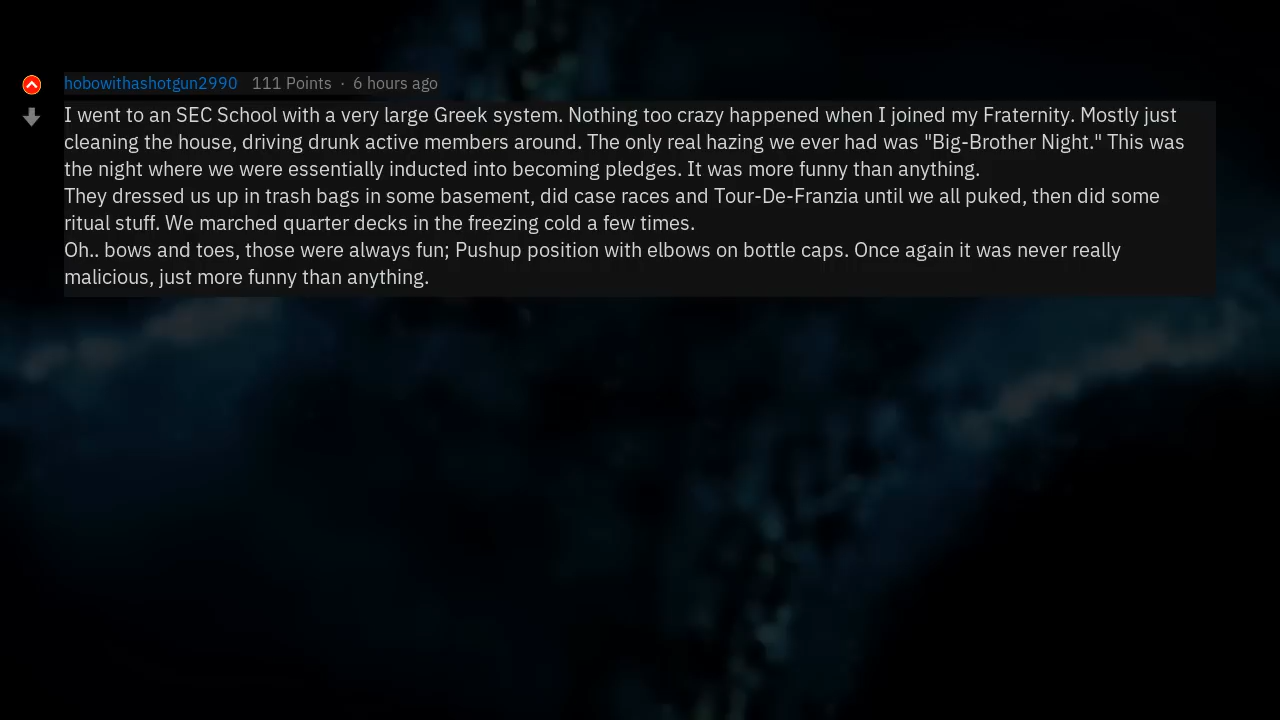 hobowithashotgun2990 111 Points · 6 hours ago
I went to an SEC School with a very large Greek system. Nothing too crazy happened when I joined my Fraternity. Mostly just
cleaning the house, driving drunk active members around. The only real hazing we ever had was "Big-Brother Night." This was
the night where we were essentially inducted into becoming pledges. It was more funny than anything.
They dressed us up in trash bags in some basement, did case races and Tour-De-Franzia until we all puked, then did some
ritual stuff. We marched quarter decks in the freezing cold a few times.
Oh.. bows and toes, those were always fun; Pushup position with elbows on bottle caps. Once again it was never really
malicious, just more funny than anything.